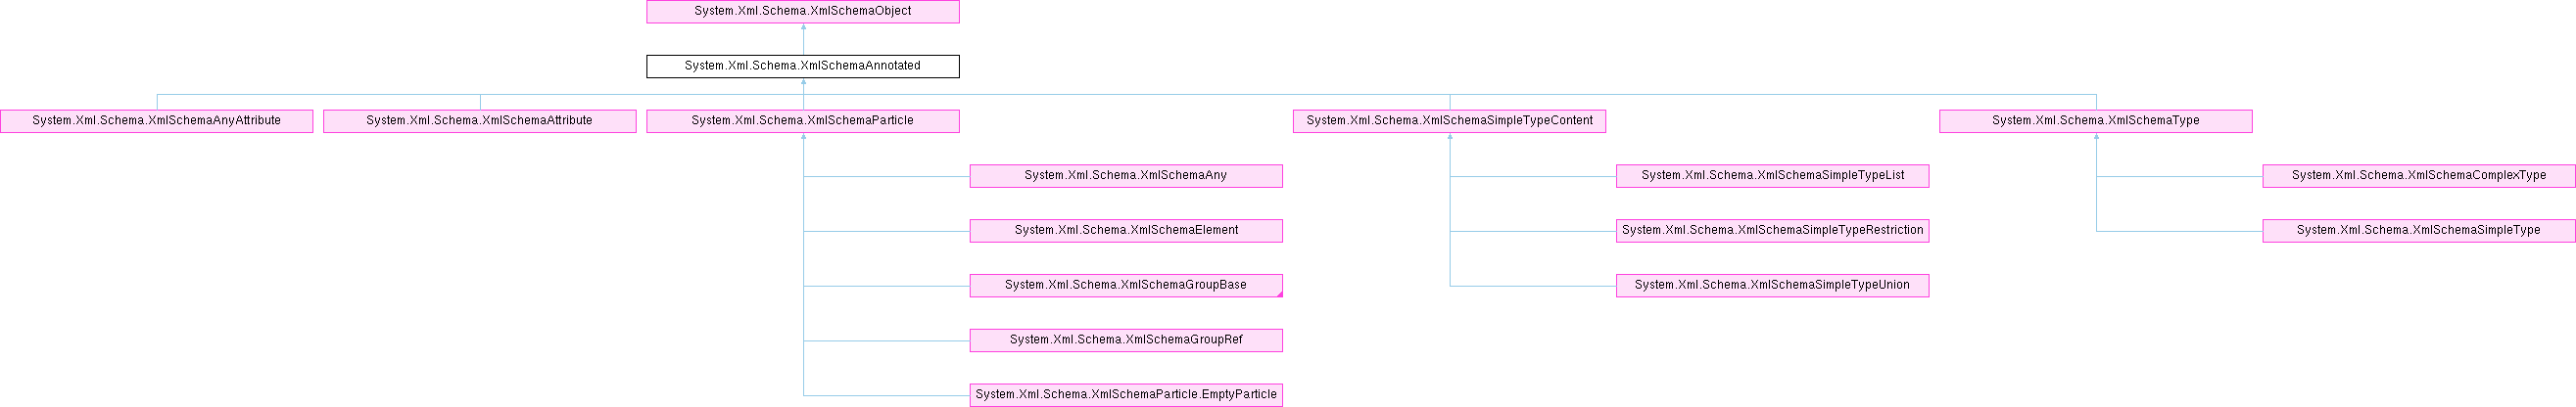 System.Xml.Schema.XmlSchemaObject
System.Xml.Schema.XmlSchemaAnnotated
System.Xml.Schema.XmlSchemaAnyAttribute
System.Xml.Schema.XmlSchemaAttribute
System.Xml.Schema.XmlSchemaParticle
System.Xml.Schema.XmlSchemaSimpleTypeContent
System.Xml.Schema.XmlSchemaType
System.Xml.Schema.XmlSchemaAny
System.Xml.Schema.XmlSchemaSimpleTypeList
System.Xml.Schema.XmlSchemaComplexType
System.Xml.Schema.XmlSchemaElement
System.Xml.Schema.XmlSchemaSimpleTypeRestriction
System.Xml.Schema.XmlSchemaSimpleType
System.Xml.Schema.XmlSchemaGroupBase
System.Xml.Schema.XmlSchemaSimpleTypeUnion
System.Xml.Schema.XmlSchemaGroupRef
System.Xml.Schema.XmlSchemaParticle.EmptyParticle